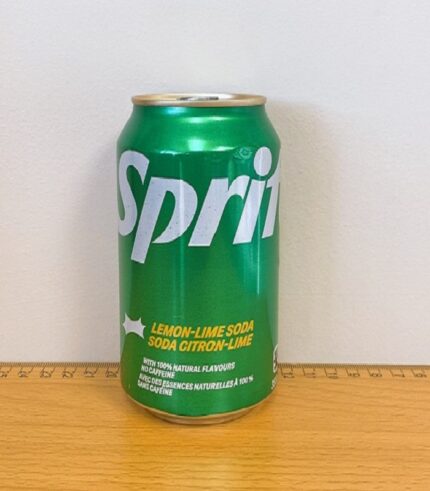 Sprit
LEMON-LIME SODA
SODA CITRON-LIME
WITH 100% NATURAL FLAVOURS
NO CAFFEINE
AVEC DES ESSENCES NATURELLES À 100 %
SANS CAFÉINE